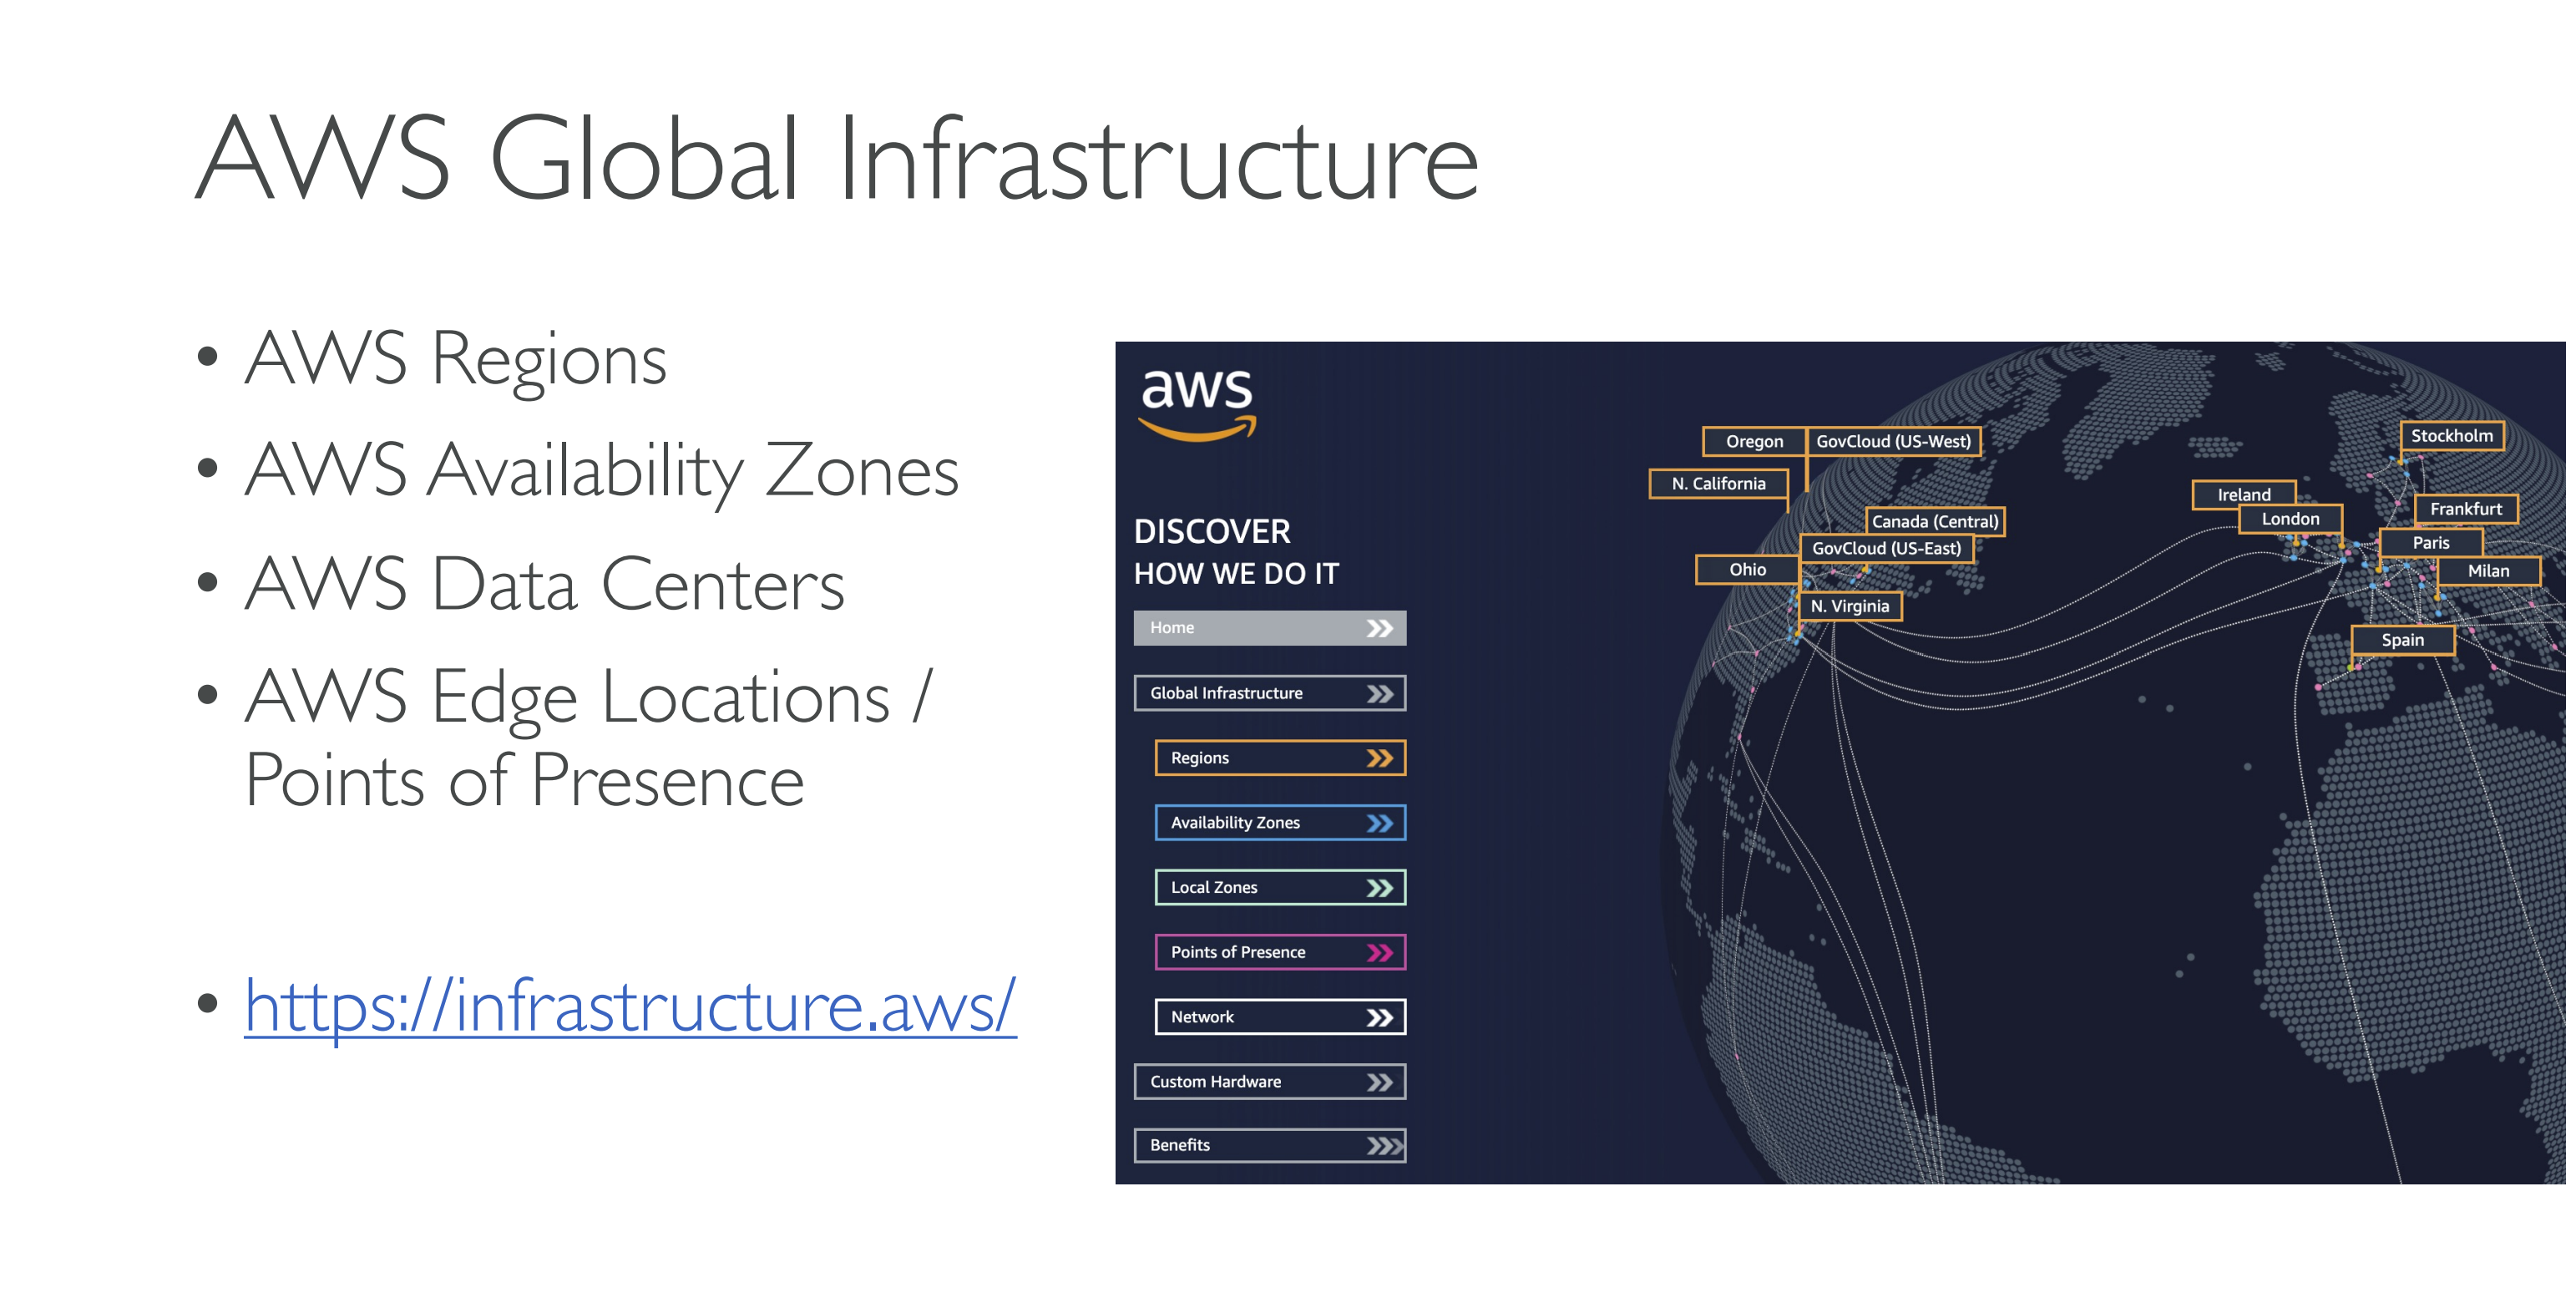 AWS Global Infrastructure
• AWS Regions
• AWS Availability Zones
• AWS Data Centers
• AWS Edge Locations /
Points of Presence
• https://infrastructure.aws/
aws
DISCOVER
HOW WE DO IT
Home
Global Infrastructure
Regions
Availability Zones
Local Zones
Points of Presence
Network
Custom Hardware
Benefits
Oregon
GovCloud (US-West)
N. California
Canada (Central)
GovCloud (US-East)
Ohio
N. Virginia
Stockholm
Ireland
Frankfurt
London
Paris
Milan
Spain